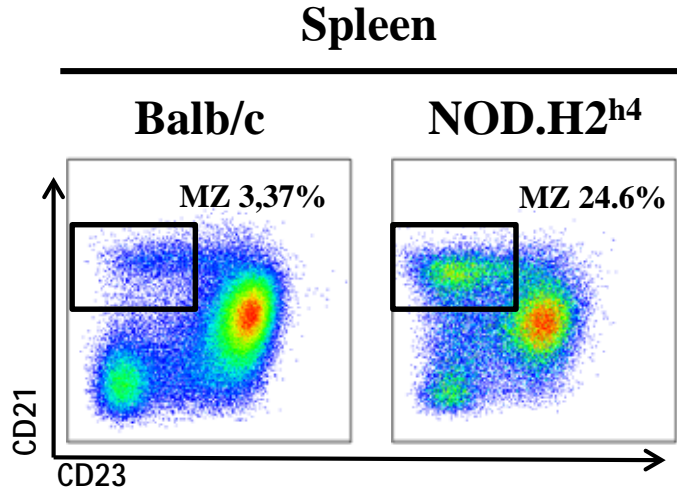 Spleen
Balb/c
NOD.H2ʰ⁴
MZ 3,37%
MZ 24.6%
CD21
CD23